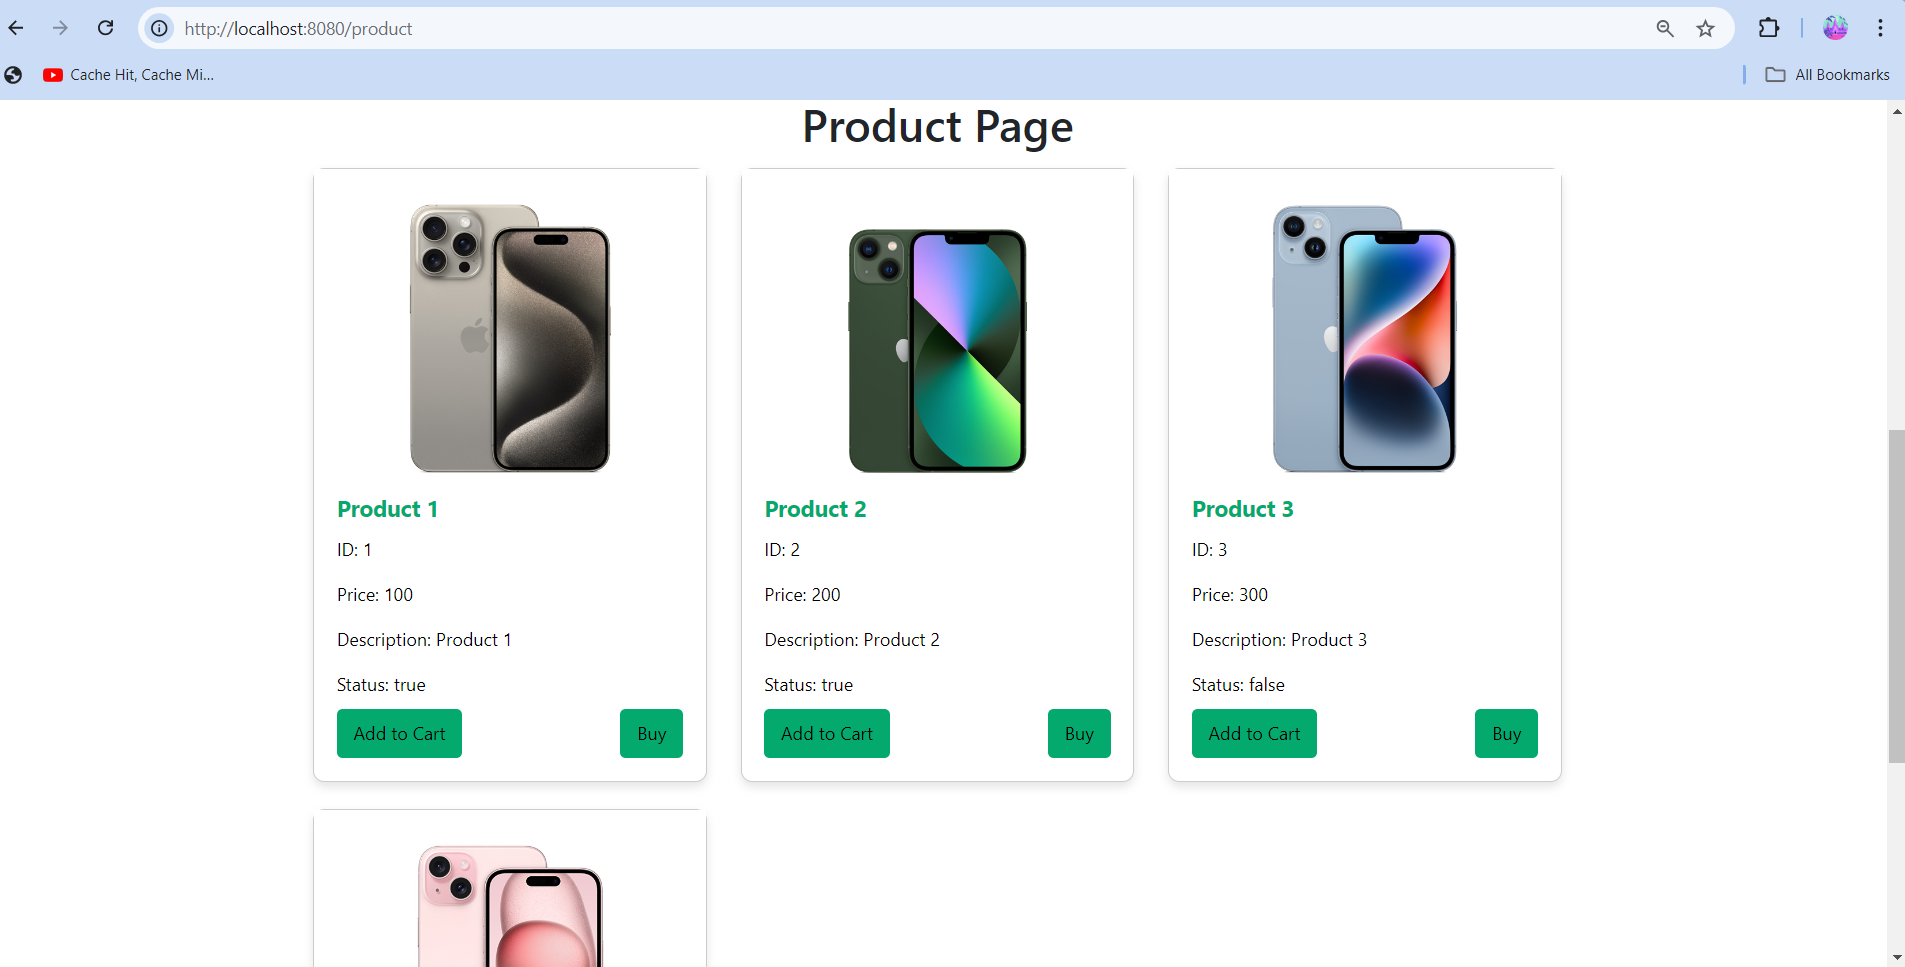 http://localhost:8080/product
Cache Hit, Cache Mi...
All Bookmarks
Product Page
Product 1
ID: 1
Price: 100
Description: Product 1
Status: true
Add to Cart
Buy
Product 2
ID: 2
Price: 200
Description: Product 2
Status: true
Add to Cart
Buy
Product 3
ID: 3
Price: 300
Description: Product 3
Status: false
Add to Cart
Buy